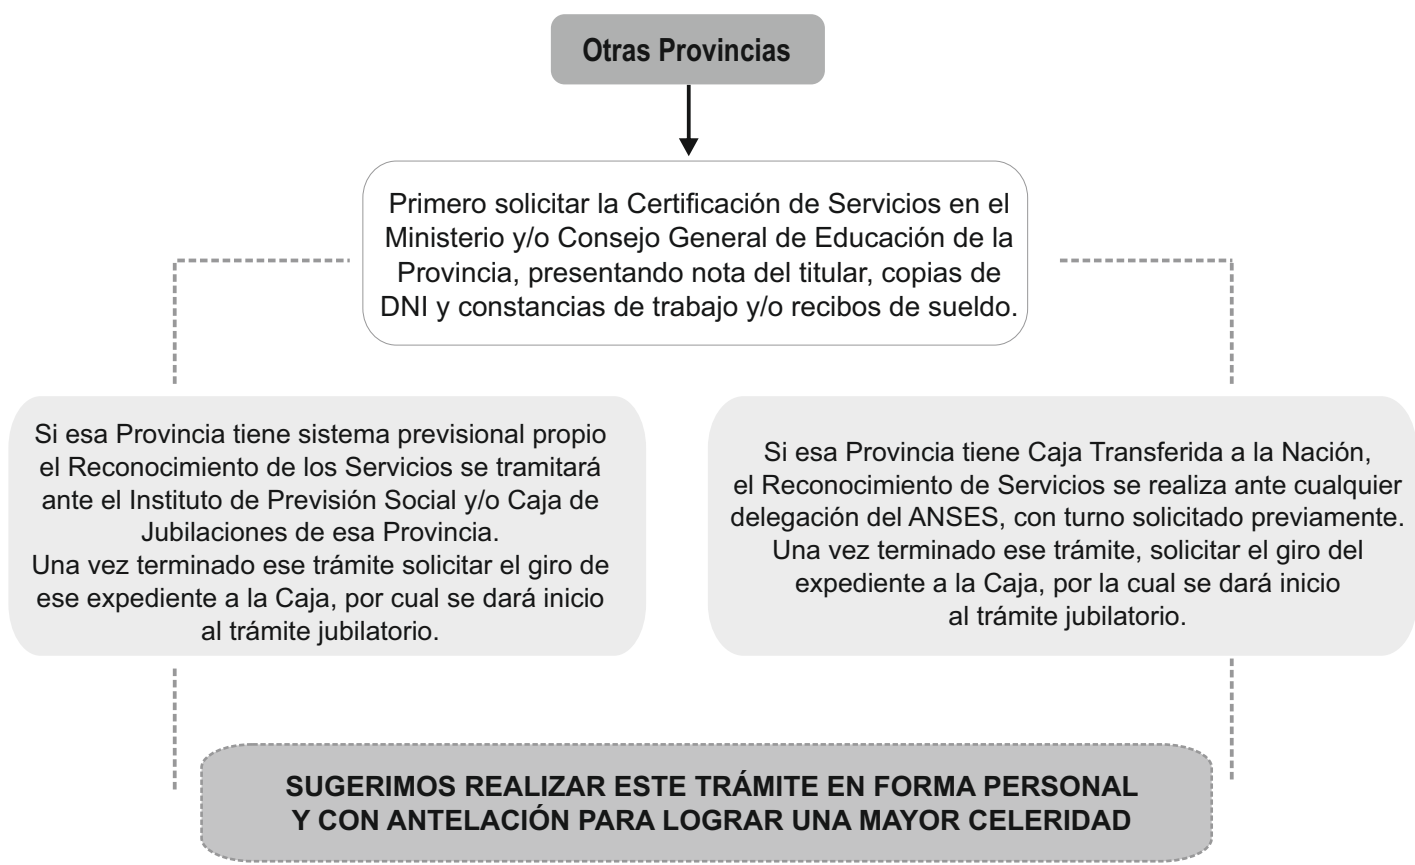 Otras Provincias
Primero solicitar la Certificación de Servicios en el
Ministerio y/o Consejo General de Educación de la
Provincia, presentando nota del titular, copias de
DNI y constancias de trabajo y/o recibos de sueldo.
Si esa Provincia tiene sistema previsional propio
el Reconocimiento de los Servicios se tramitará
ante el Instituto de Previsión Social y/o Caja de
Jubilaciones de esa Provincia.
Una vez terminado ese trámite solicitar el giro de
ese expediente a la Caja, por cual se dará inicio
al trámite jubilatorio.
Si esa Provincia tiene Caja Transferida a la Nación,
el Reconocimiento de Servicios se realiza ante cualquier
delegación del ANSES, con turno solicitado previamente.
Una vez terminado ese trámite, solicitar el giro del
expediente a la Caja, por la cual se dará inicio
al trámite jubilatorio.
SUGERIMOS REALIZAR ESTE TRÁMITE EN FORMA PERSONAL
Y CON ANTELACIÓN PARA LOGRAR UNA MAYOR CELERIDAD